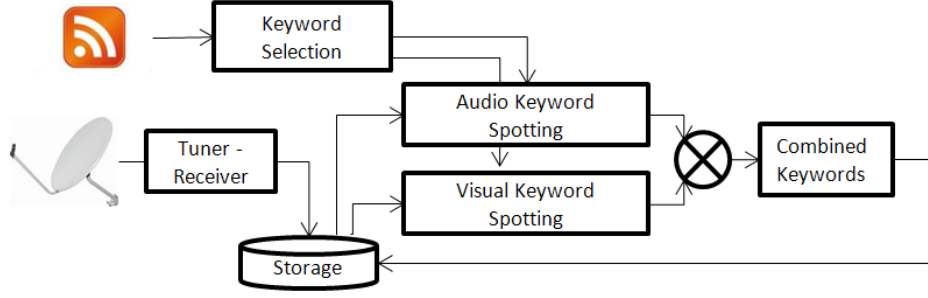 Keyword
Selection
Audio Keyword
Spotting
Tuner -
Receiver
Combined
Keywords
Visual Keyword
Spotting
Storage